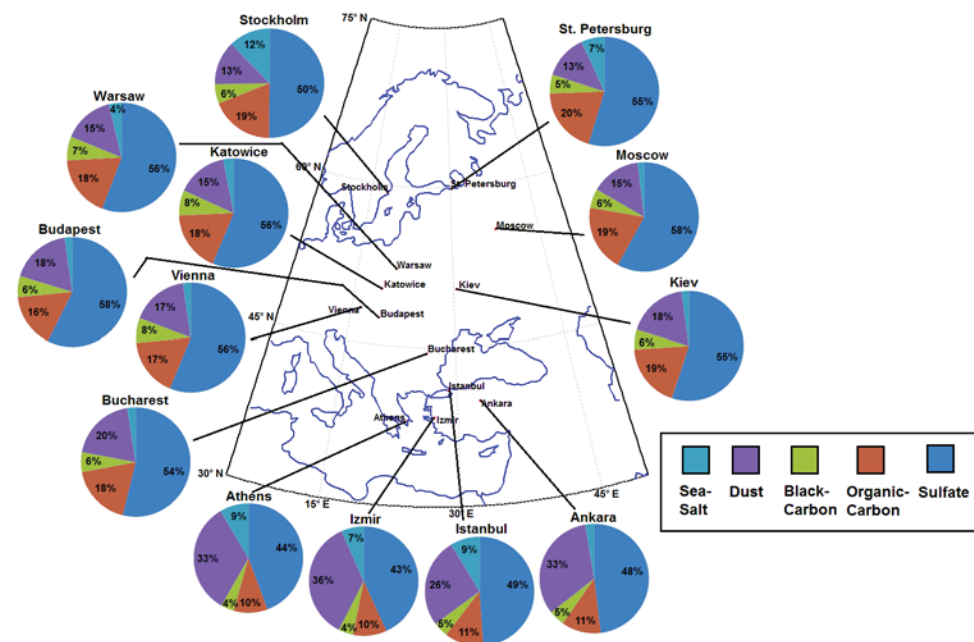 Stockholm
12%
13%
6%
19%
50%
75° N
St. Petersburg
7%
13%
5%
20%
55%
Warsaw
4%
15%
7%
18%
56%
Katowice
15%
8%
18%
56%
60° N
Stockholm
St. Petersburg
Moscow
Moscow
15%
6%
19%
58%
Budapest
18%
6%
16%
58%
Vienna
17%
8%
17%
56%
Warsaw
Katowice
Kiev
45° N
Vienna
Budapest
Kiev
18%
6%
19%
55%
Bucharest
Bucharest
20%
6%
18%
54%
Istanbul
Ankara
Athens
Izmir
30° N
15° E
30° E
45° E
Athens
9%
33%
4%
10%
44%
Izmir
7%
36%
4%
10%
43%
Istanbul
9%
26%
5%
11%
49%
Ankara
33%
5%
11%
48%
Sea-
Salt
Dust
Black-
Carbon
Organic-
Carbon
Sulfate